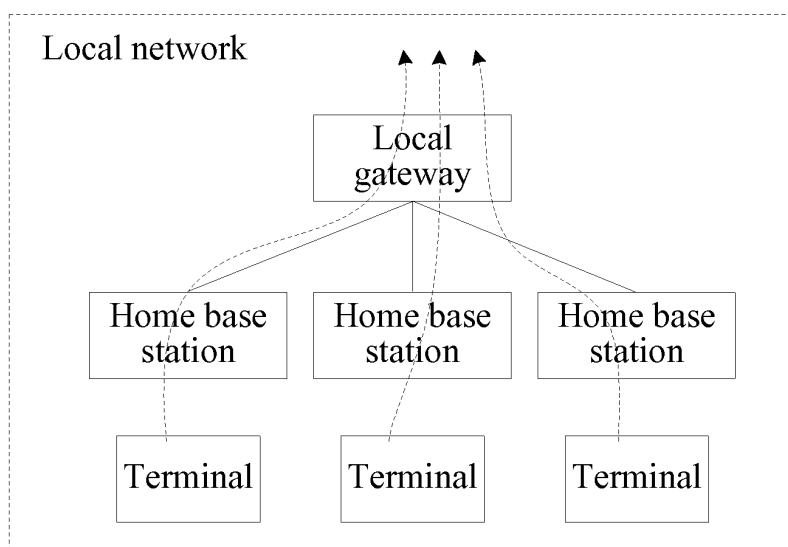 Local network
Local
gateway
Home base
station
Home base
station
Home base
station
Terminal
Terminal
Terminal